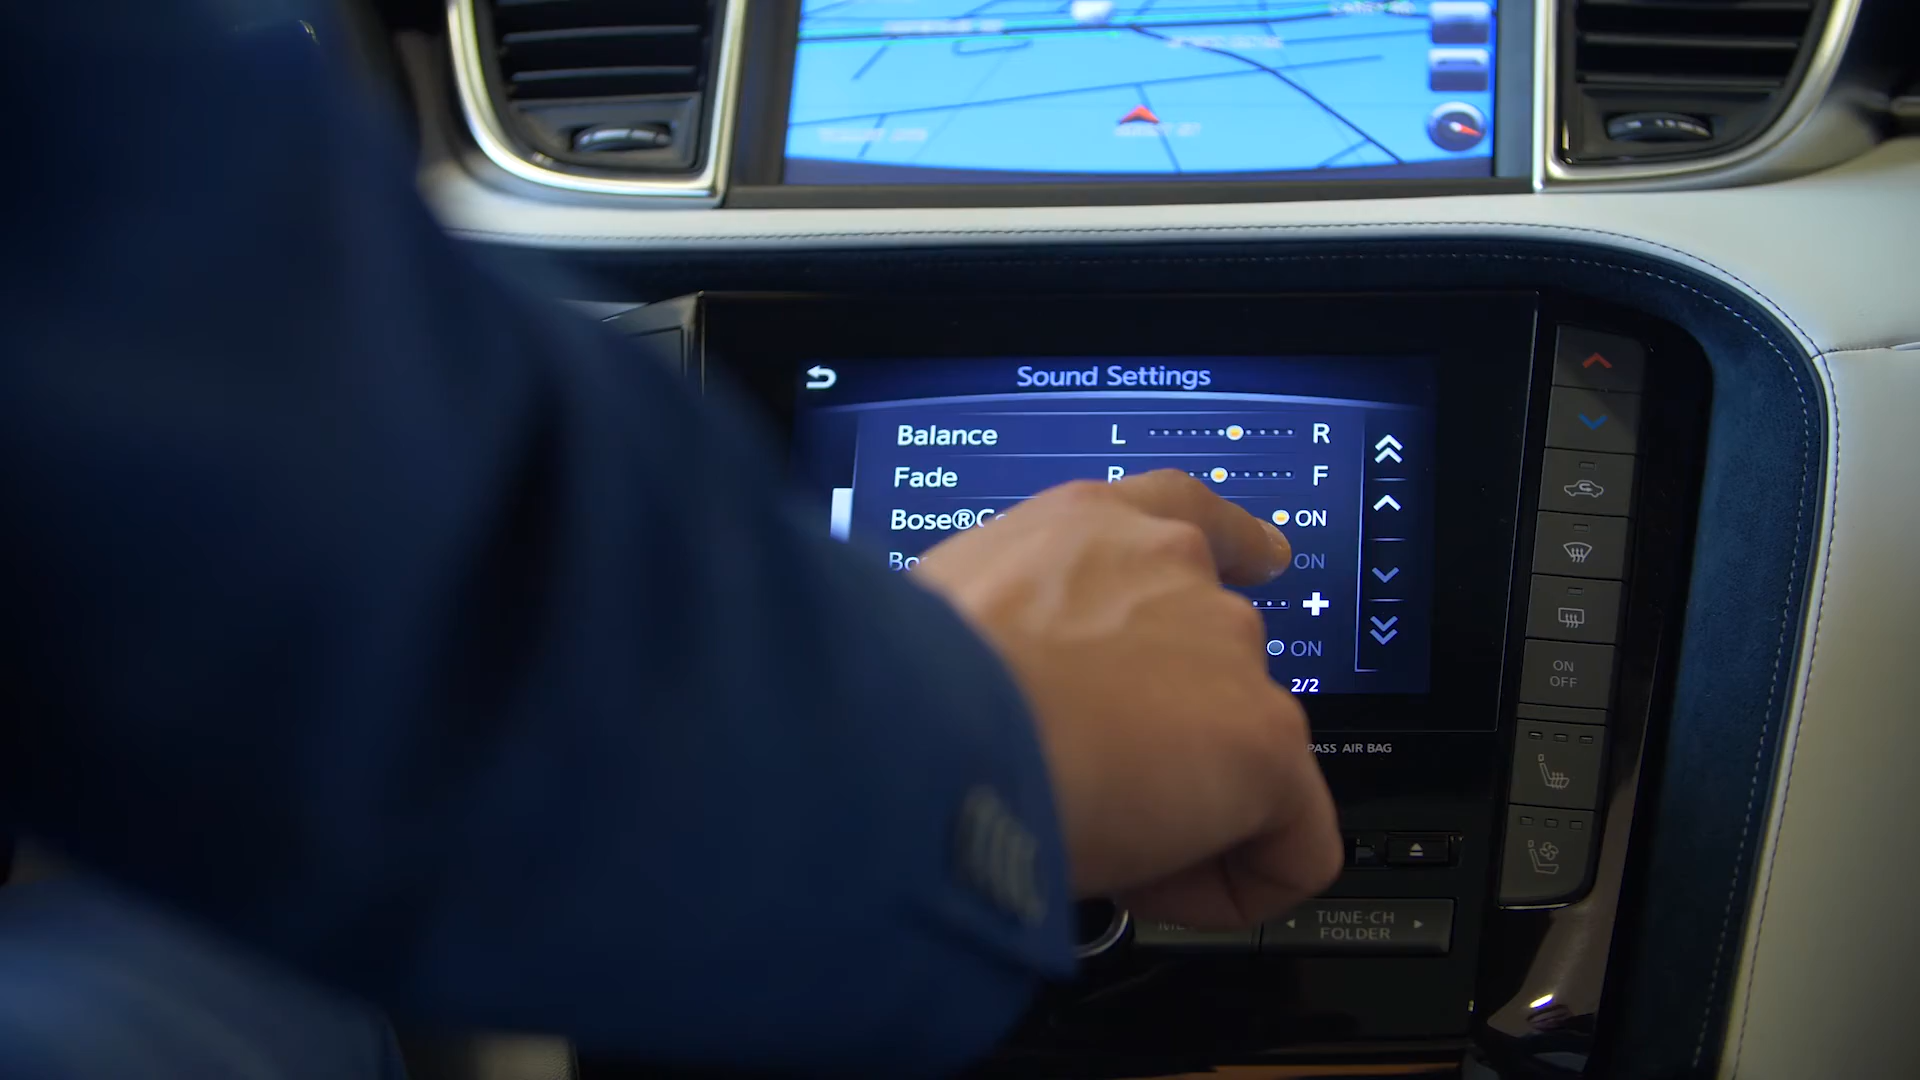 Sound Settings
Balance L R
Fade R F
Bose®C ON
Bo ON
ON
2/2
PASS AIR BAG
ON
OFF
TUNE·CH
FOLDER